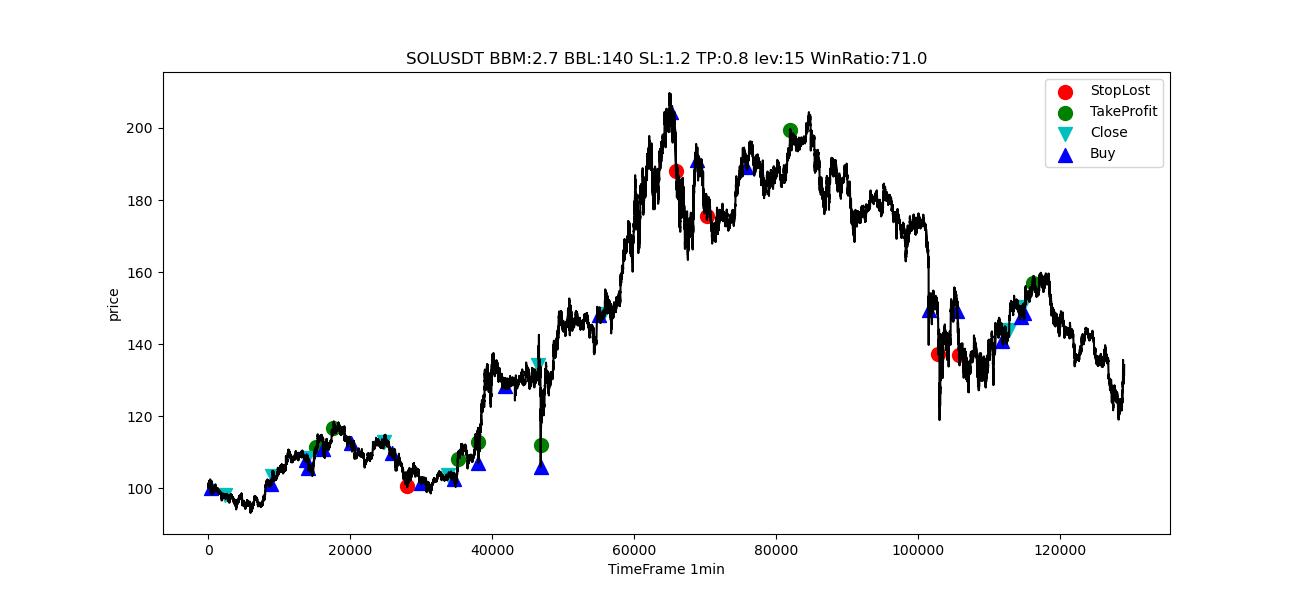 SOLUSDT BBM:2.7 BBL:140 SL:1.2 TP:0.8 lev:15 WinRatio:71.0
StopLost
TakeProfit
Close
Buy
200
180
160
140
120
100
price
0 20000 40000 60000 80000 100000 120000
TimeFrame 1min